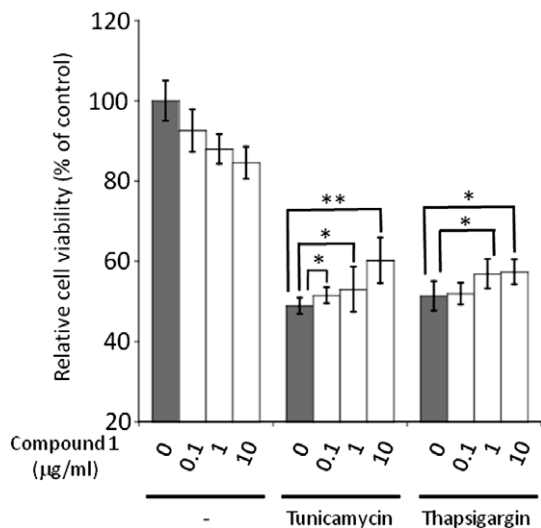 120
100
80
60
40
20
Relative cell viability (% of control)
**
*
*
*
*
Compound 1
(μg/ml)
0 0.1 1 10 0 0.1 1 10 0 0.1 1 10
- Tunicamycin Thapsigargin